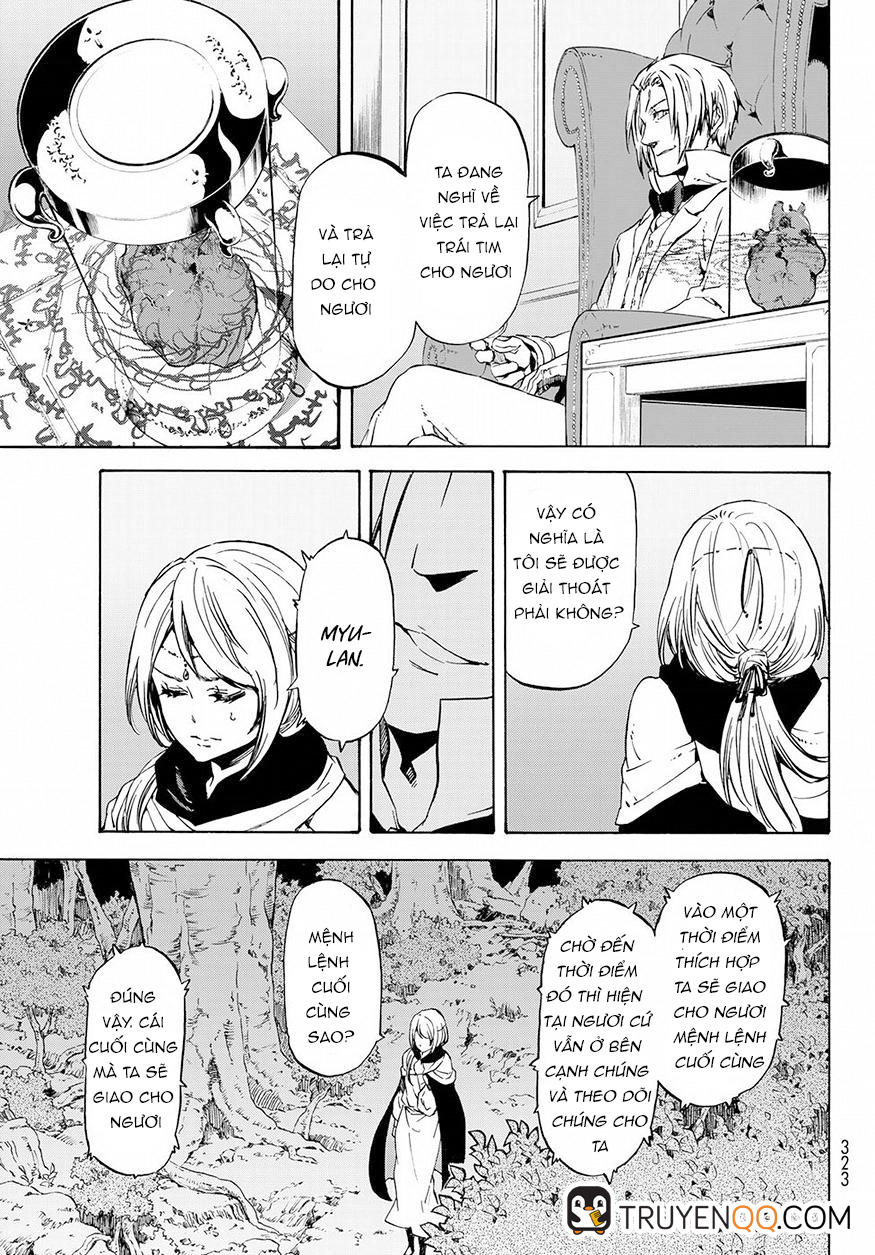 TA ĐANG
NGHĨ VỀ
VIỆC TRẢ LẠI
TRÁI TIM
CHO NGƯƠI
VÀ TRẢ
LẠI TỰ
DO CHO
NGƯƠI
VẬY CÓ
NGHĨA LÀ
TÔI SẼ ĐƯỢC
GIẢI THOÁT
PHẢI KHÔNG?
MYU-
LAN.
VÀO MỘT
THỜI ĐIỂM
THÍCH HỢP
TA SẼ GIAO
CHO NGƯƠI
MỆNH LỆNH
CUỐI CÙNG
CHỜ ĐẾN
THỜI ĐIỂM
ĐÓ THÌ HIỆN
TẠI NGƯƠI CỨ
VẪN Ở BÊN
CẠNH CHÚNG
VÀ THEO DÕI
CHÚNG CHO
TA
MỆNH
LỆNH
CUỐI
CÙNG
SAO?
ĐÚNG
VẬY. CÁI
CUỐI CÙNG
MÀ TA SẼ
GIAO CHO
NGƯƠI
323
TRUYENQQ.COM